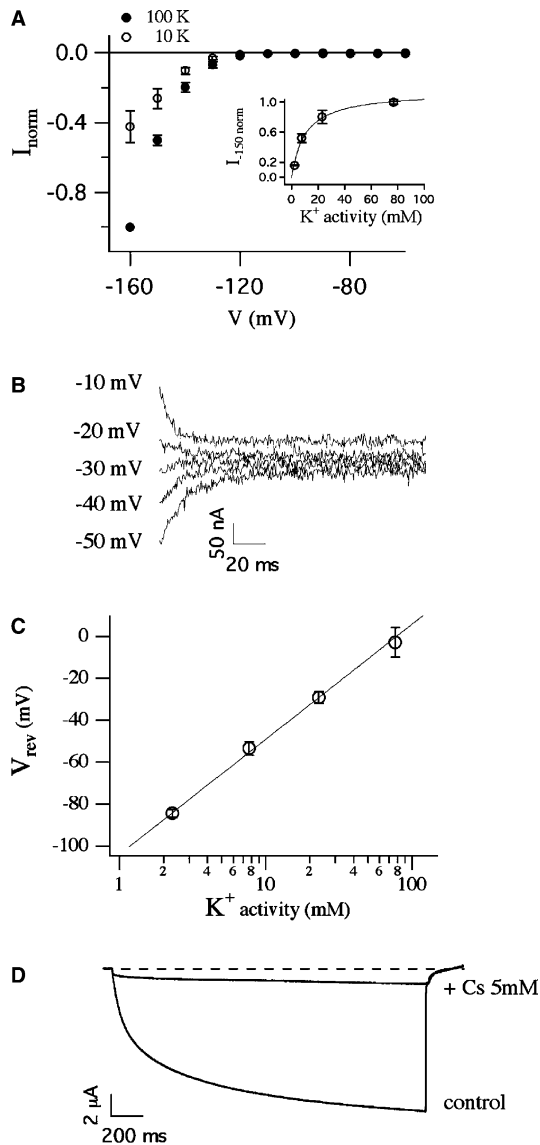 A
100 K
10 K
0.0
-0.4
-0.8
I norm
-160
-120
-80
V (mV)
1.0
0.6
0.2
0.0
I -150 norm
0 20 40 60 80 100
K+ activity (mM)
B
-10 mV
-20 mV
-30 mV
-40 mV
-50 mV
50 nA
20 ms
C
0
-20
-40
-60
-80
-100
V rev (mV)
1 2 4 6 8 10 2 4 6 8 100
K+ activity (mM)
D
+ Cs 5mM
control
2 µA
200 ms